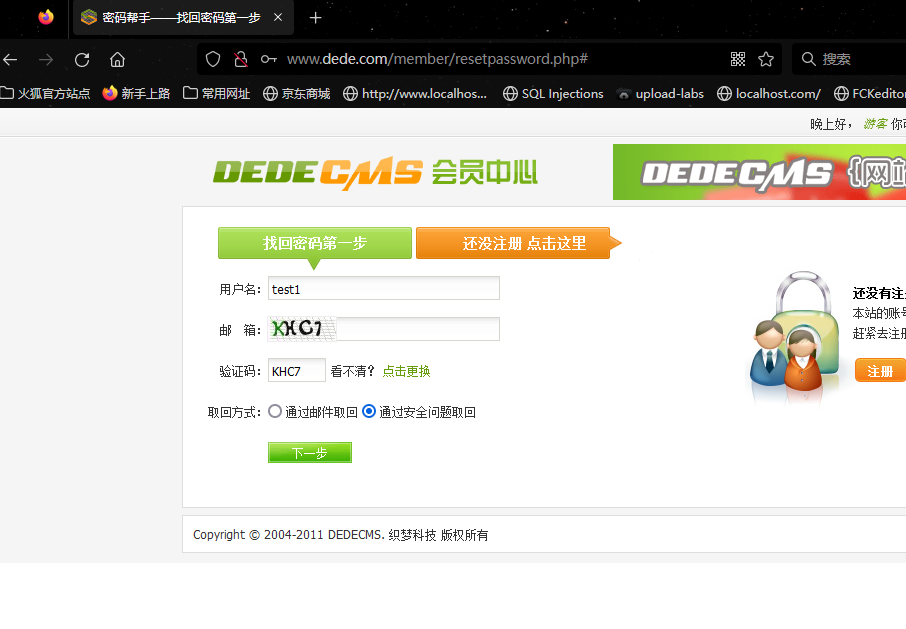 密码帮手——找回密码第一步
www.dede.com/member/resetpassword.php#
搜索
火狐官方站点 新手上路 常用网址 京东商城 http://www.localhos... SQL Injections upload-labs localhost.com/ FCKeditor
晚上好， 游客 你可
DEDECMS 会员中心
DEDECMS {网站
找回密码第一步 还没注册 点击这里
用户名： test1
邮 箱： KHC7
验证码： KHC7 看不清？ 点击更换
取回方式： 通过邮件取回 通过安全问题取回
下一步
还没有注
本站的账号
赶紧去注册
注册
Copyright © 2004-2011 DEDECMS. 织梦科技 版权所有